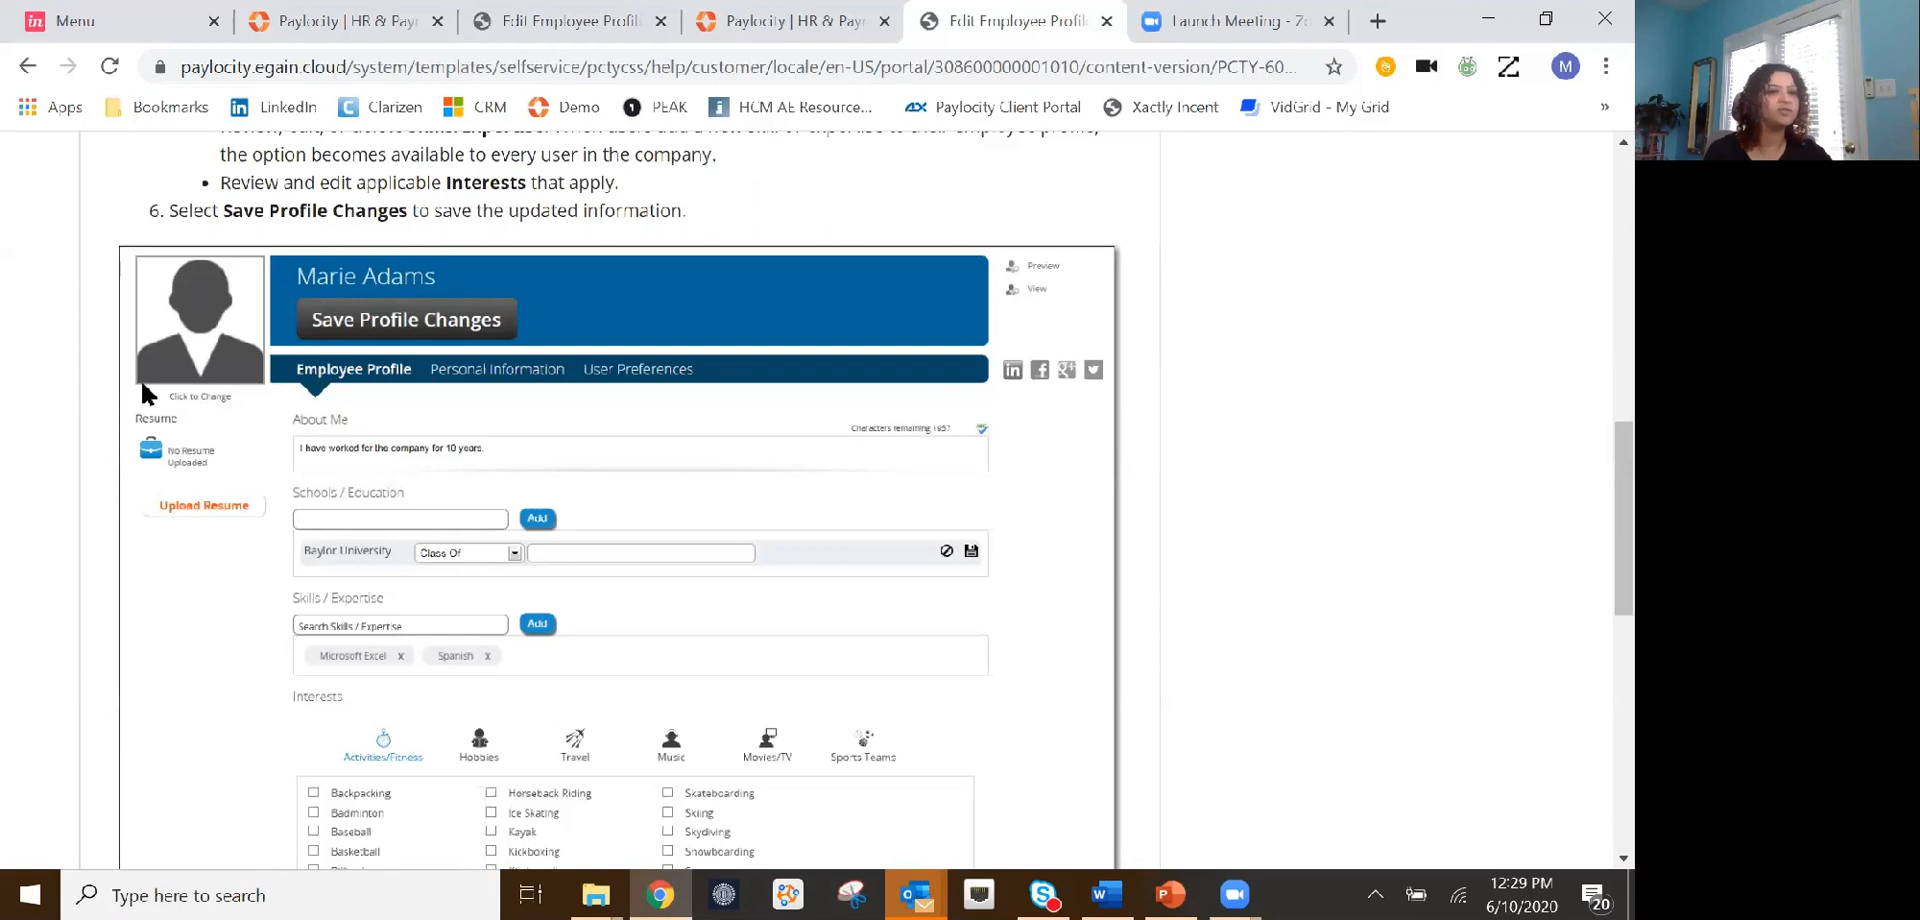 Menu
Paylocity | HR & Payr
Edit Employee Profile
Paylocity | HR & Payr
Edit Employee Profile
Launch Meeting - Zo
paylocity.egain.cloud/system/templates/selfservice/pctycss/help/customer/locale/en-US/portal/308600000001010/content-version/PCTY-60...
M
Apps
Bookmarks
LinkedIn
Clarizen
CRM
Demo
PEAK
HCM AE Resource...
Paylocity Client Portal
Xactly Incent
VidGrid - My Grid
»
the option becomes available to every user in the company.
• Review and edit applicable Interests that apply.
6. Select Save Profile Changes to save the updated information.
Marie Adams
Save Profile Changes
Preview
View
Employee Profile
Personal Information
User Preferences
Click to Change
Resume
No Resume
Uploaded
Upload Resume
About Me
Characters remaining 1957
I have worked for the company for 10 years.
Schools / Education
Add
Baylor University
Class Of
Skills / Expertise
Search Skills / Expertise
Add
Microsoft Excel x
Spanish x
Interests
Activities/Fitness
Hobbies
Travel
Music
Movies/TV
Sports Teams
Backpacking
Horseback Riding
Skateboarding
Badminton
Ice Skating
Skiing
Baseball
Kayak
Skydiving
Basketball
Kickboxing
Snowboarding
Type here to search
12:29 PM
6/10/2020
20